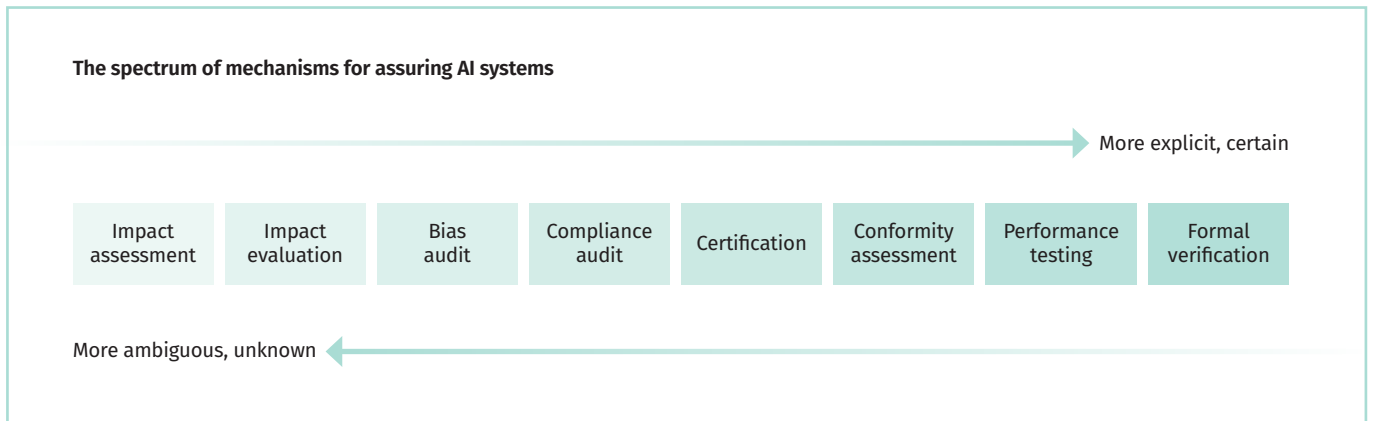 The spectrum of mechanisms for assuring AI systems
More explicit, certain
Impact
assessment
Impact
evaluation
Bias
audit
Compliance
audit
Certification
Conformity
assessment
Performance
testing
Formal
verification
More ambiguous, unknown